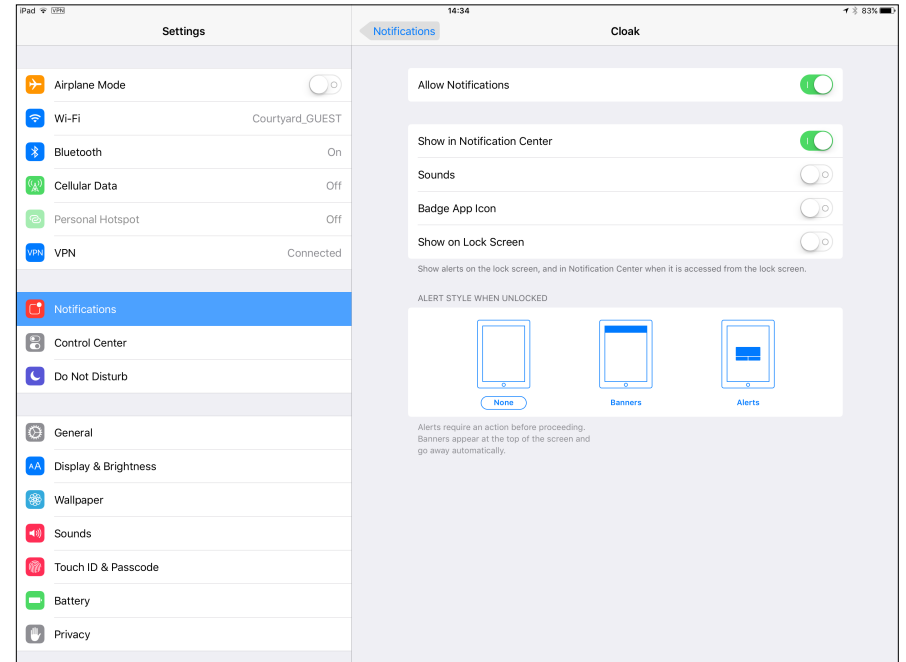 iPad VPN 14:34 83%
Settings
Notifications Cloak
Airplane Mode
Wi-Fi Courtyard_GUEST
Bluetooth On
Cellular Data Off
Personal Hotspot Off
VPN VPN Connected
Notifications
Control Center
Do Not Disturb
General
AA Display & Brightness
Wallpaper
Sounds
Touch ID & Passcode
Battery
Privacy
Allow Notifications
Show in Notification Center
Sounds
Badge App Icon
Show on Lock Screen
Show alerts on the lock screen, and in Notification Center when it is accessed from the lock screen.
ALERT STYLE WHEN UNLOCKED
None Banners Alerts
Alerts require an action before proceeding.
Banners appear at the top of the screen and
go away automatically.